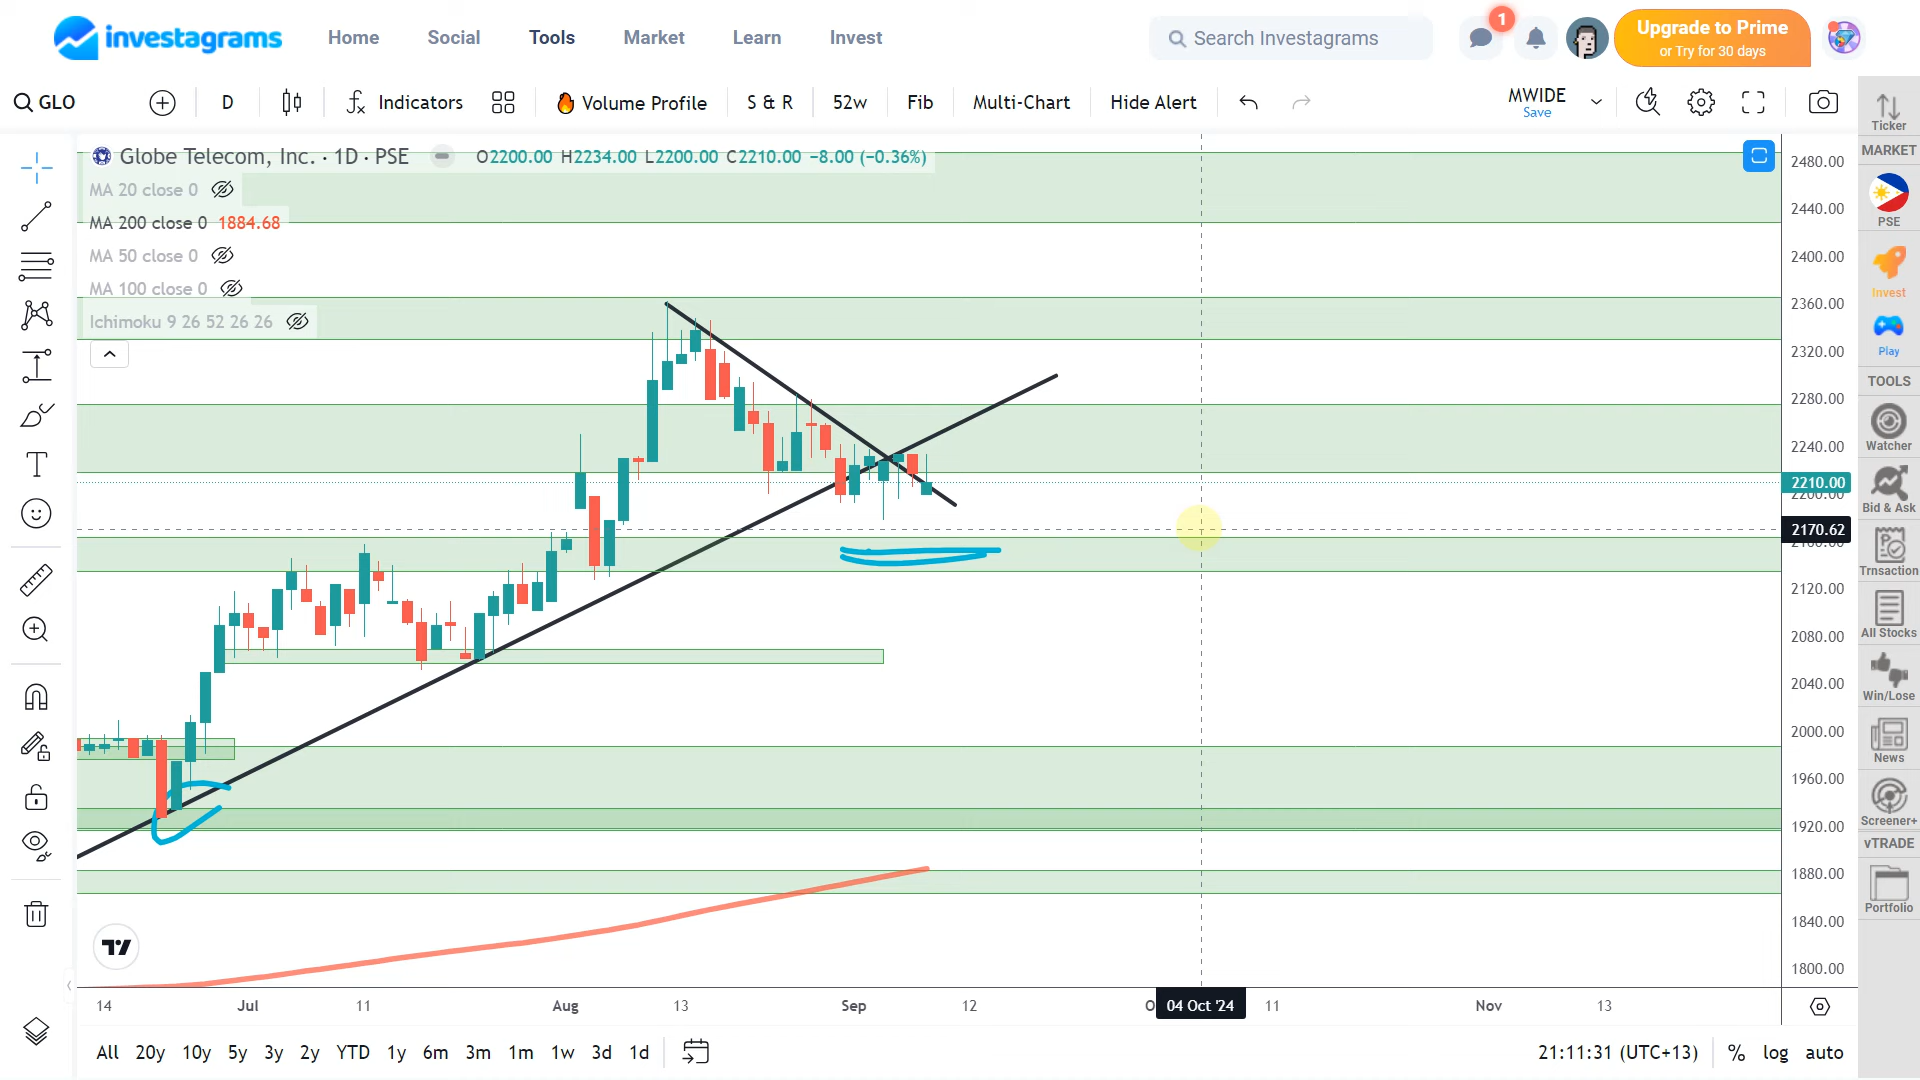 investagrams Home Social Tools Market Learn Invest Search Investagrams 1 Upgrade to Prime
or Try for 30 days
GLO D Indicators Volume Profile S & R 52w Fib Multi-Chart Hide Alert MWIDE
Save
Globe Telecom, Inc. · 1D · PSE O2200.00 H2234.00 L2200.00 C2210.00 −8.00 (−0.36%)
MA 20 close 0
MA 200 close 0 1884.68
MA 50 close 0
MA 100 close 0
Ichimoku 9 26 52 26 26
2480.00
2440.00
2400.00
2360.00
2320.00
2280.00
2240.00
2210.00
2200.00
2170.62
2160.00
2120.00
2080.00
2040.00
2000.00
1960.00
1920.00
1880.00
1840.00
1800.00
Ticker
MARKET
PSE
Invest
Play
TOOLS
Watcher
Bid & Ask
Trnsaction
All Stocks
Win/Lose
News
Screener+
vTRADE
Portfolio
14 Jul 11 Aug 13 Sep 12 04 Oct '24 11 Nov 13
All 20y 10y 5y 3y 2y YTD 1y 6m 3m 1m 1w 3d 1d 21:11:31 (UTC+13) % log auto